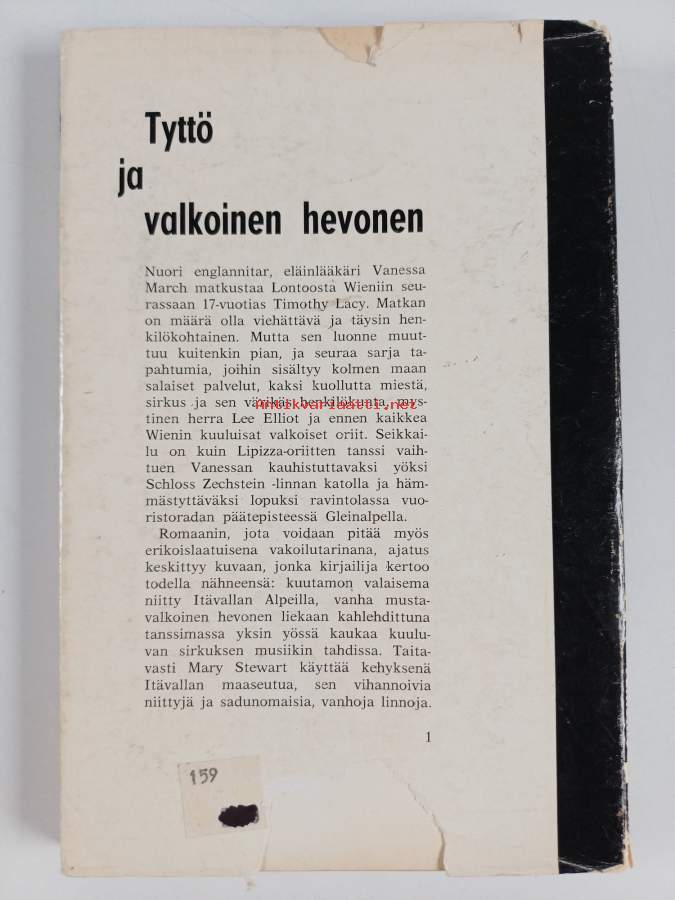 Tyttö
ja
valkoinen hevonen
Nuori englannitar, eläinlääkäri Vanessa
March matkustaa Lontoosta Wieniin seu-
rassaan 17-vuotias Timothy Lacy. Matkan
on määrä olla viehättävä ja täysin hen-
kilökohtainen. Mutta sen luonne muut-
tuu kuitenkin pian, ja seuraa sarja ta-
pahtumia, joihin sisältyy kolmen maan
salaiset palvelut, kaksi kuollutta miestä,
sirkus ja sen värikäs henkilökunta, mys-
Antikvariaatti.net
tinen herra Lee Elliot ja ennen kaikkea
Wienin kuuluisat valkoiset oriit. Seikkai-
lu on kuin Lipizza-oriitten tanssi vaih-
tuen Vanessan kauhistuttavaksi yöksi
Schloss Zechstein -linnan katolla ja häm-
mästyttäväksi lopuksi ravintolassa vuo-
ristoradan päätepisteessä Gleinalpella.
Romaanin, jota voidaan pitää myös
erikoislaatuisena vakoilutarinana, ajatus
keskittyy kuvaan, jonka kirjailija kertoo
todella nähneensä: kuutamon valaisema
niitty Itävallan Alpeilla, vanha musta-
valkoinen hevonen liekaan kahlehdittuna
tanssimassa yksin yössä kaukaa kuulu-
van sirkuksen musiikin tahdissa. Taita-
vasti Mary Stewart käyttää kehyksenä
Itävallan maaseutua, sen vihannoivia
niittyjä ja sadunomaisia, vanhoja linnoja.
1
159